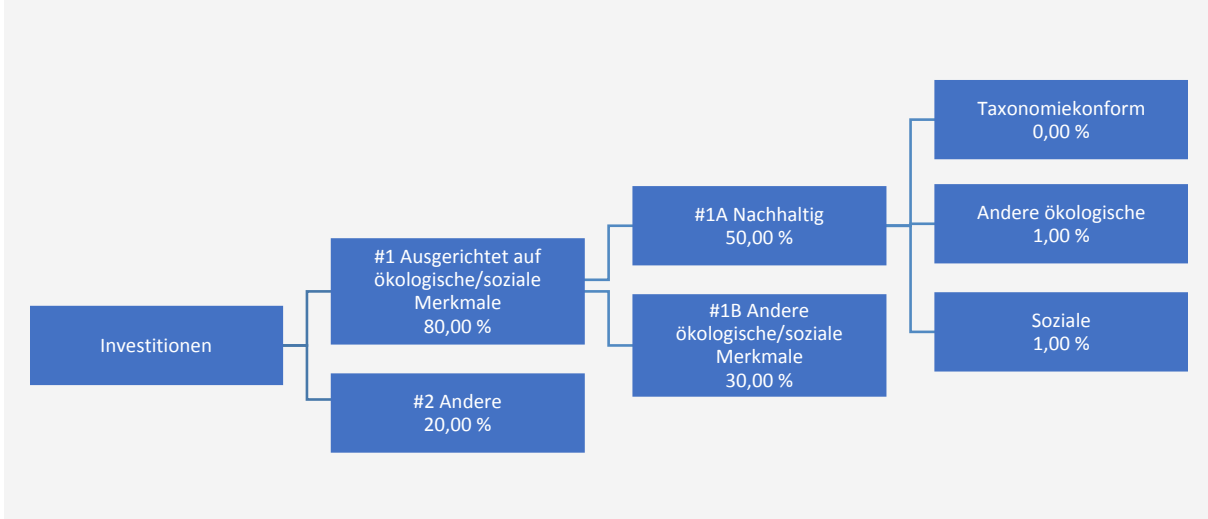 Investitionen
#1 Ausgerichtet auf
ökologische/soziale
Merkmale
80,00 %
#2 Andere
20,00 %
#1A Nachhaltig
50,00 %
#1B Andere
ökologische/soziale
Merkmale
30,00 %
Taxonomiekonform
0,00 %
Andere ökologische
1,00 %
Soziale
1,00 %